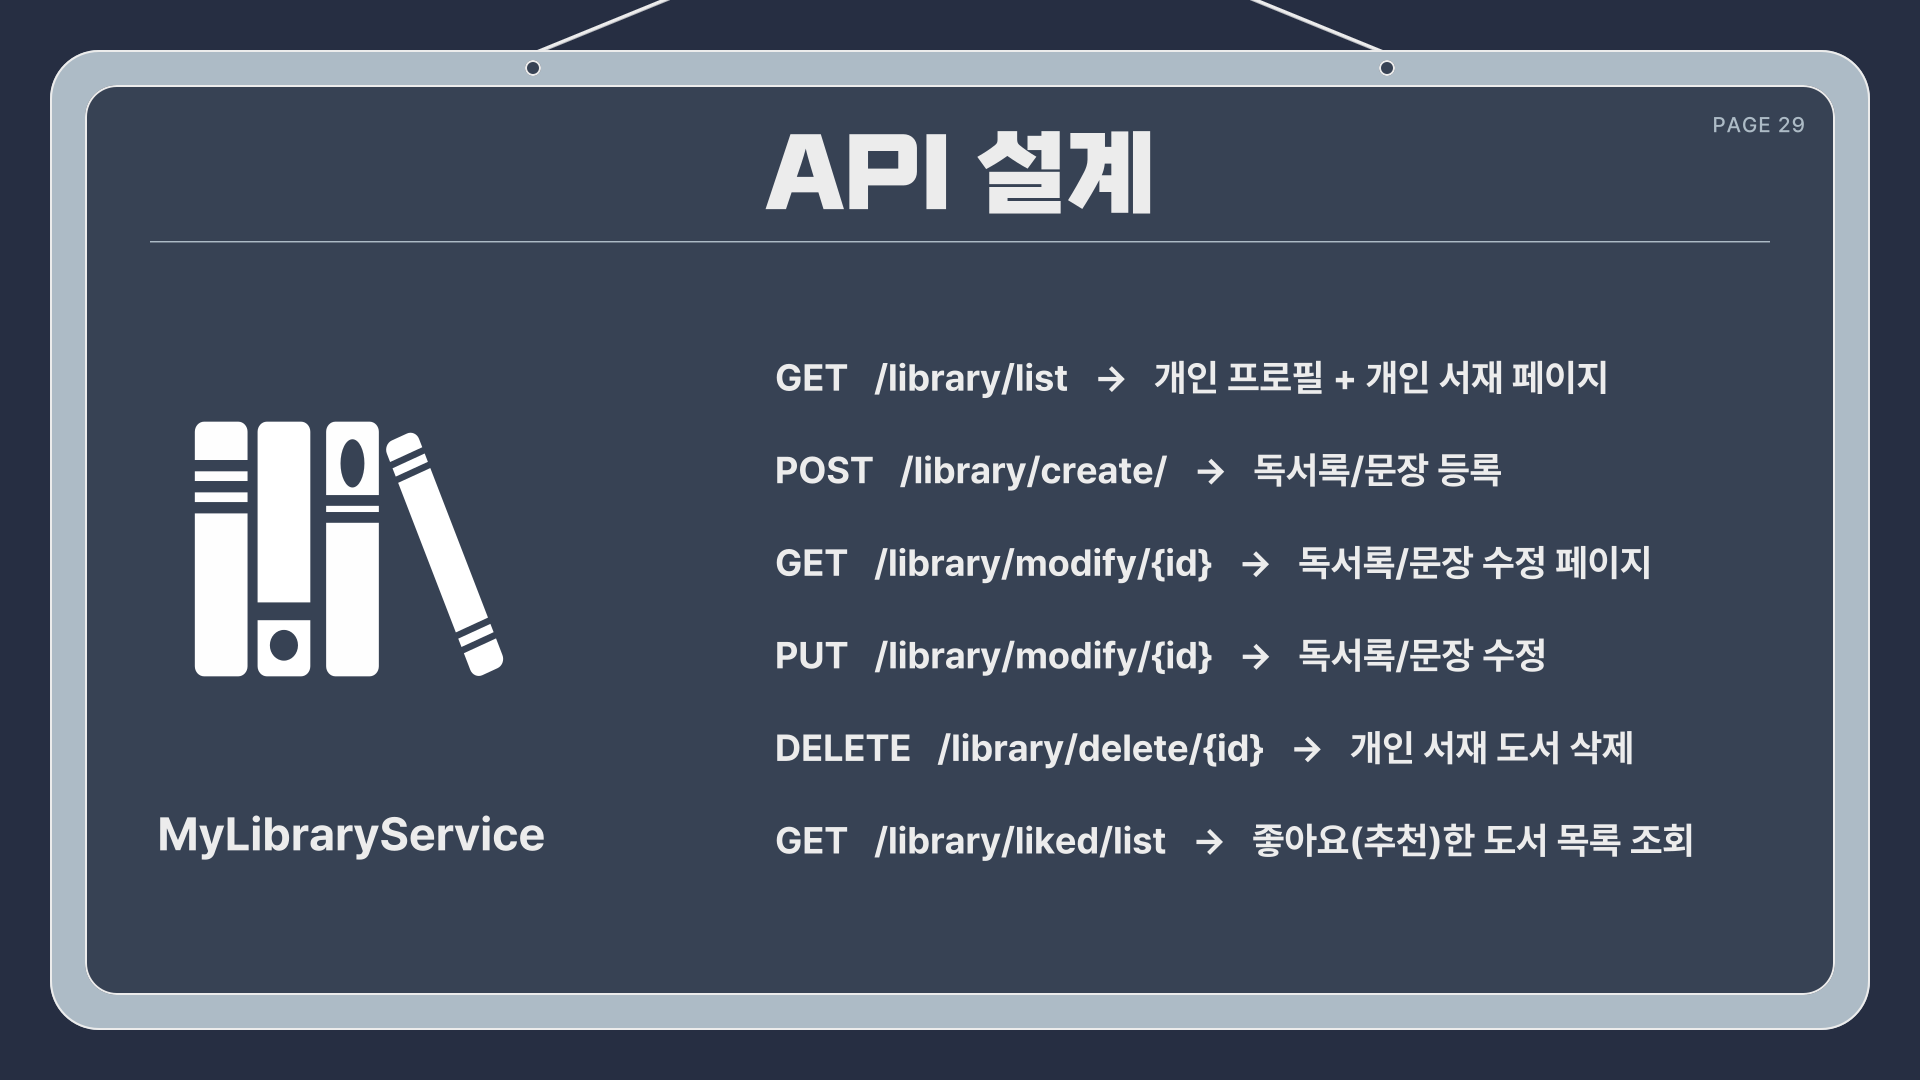 PAGE 29
API 설계
GET /library/list → 개인 프로필 + 개인 서재 페이지
POST /library/create/ → 독서록/문장 등록
GET /library/modify/{id} → 독서록/문장 수정 페이지
PUT /library/modify/{id} → 독서록/문장 수정
DELETE /library/delete/{id} → 개인 서재 도서 삭제
GET /library/liked/list → 좋아요(추천)한 도서 목록 조회
MyLibraryService